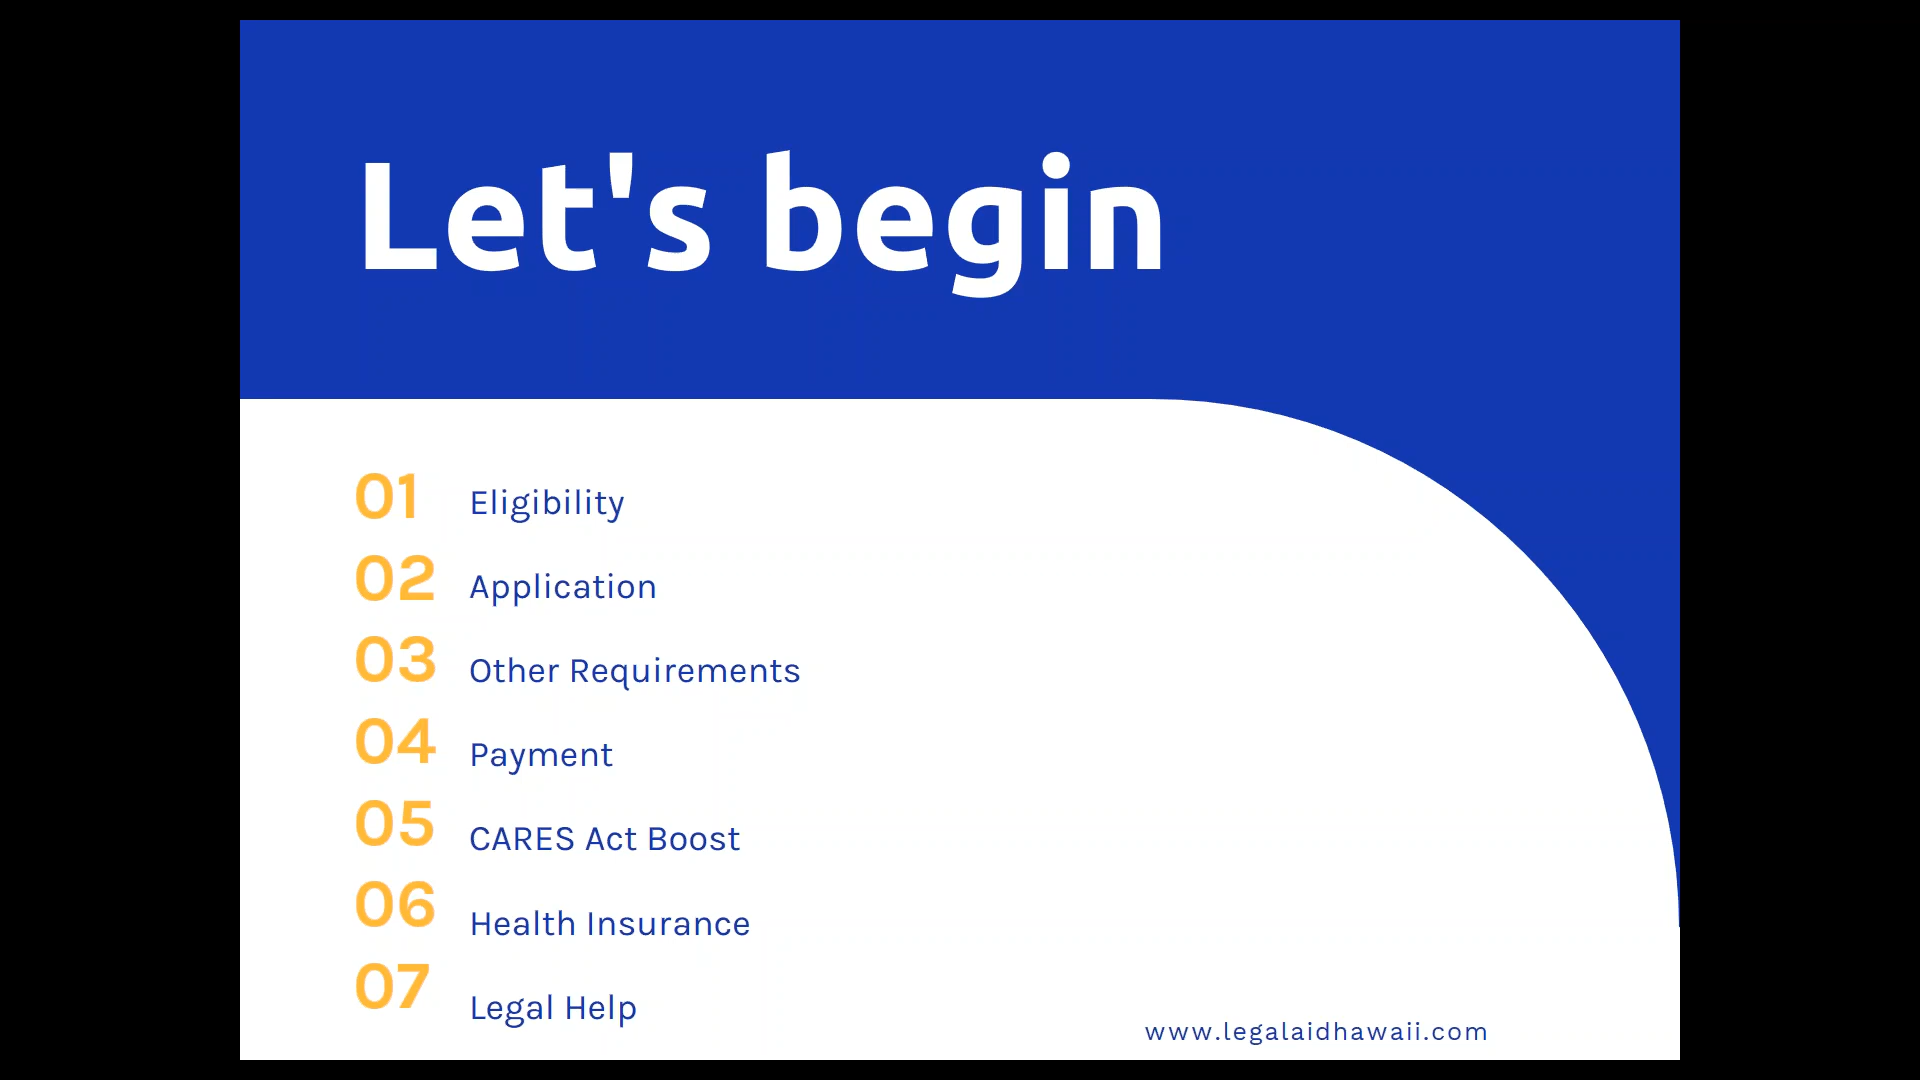 Let's begin
01 Eligibility
02 Application
03 Other Requirements
04 Payment
05 CARES Act Boost
06 Health Insurance
07 Legal Help
www.legalaidhawaii.com